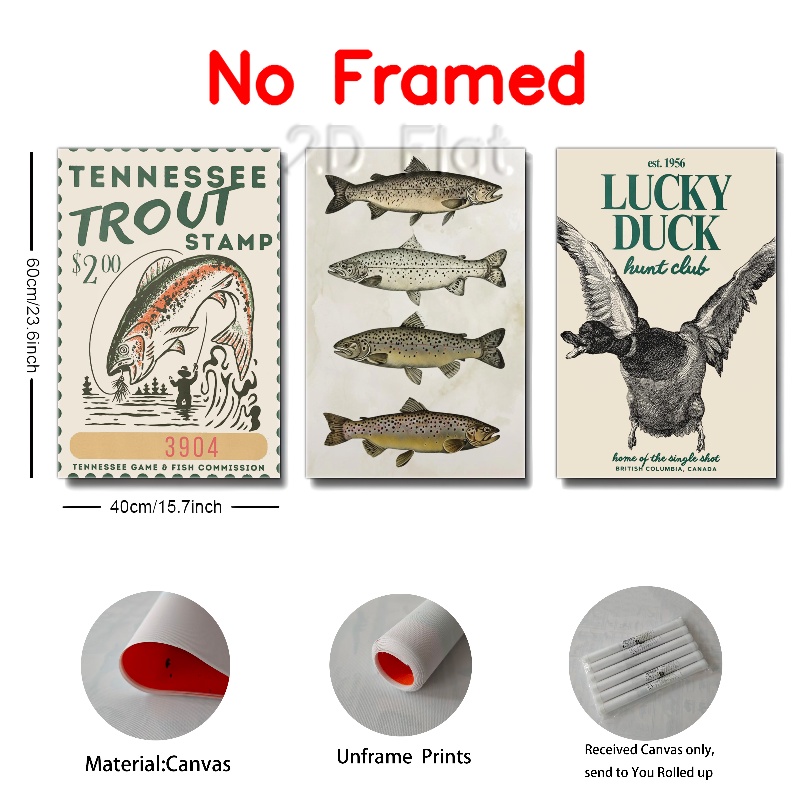 No Framed
2D Flat
60cm/23.6inch
TENNESSEE
TROUT
STAMP
$2.00
3904
TENNESSEE GAME & FISH COMMISSION
est. 1956
LUCKY
DUCK
hunt club
home of the single shot
BRITISH COLUMBIA, CANADA
40cm/15.7inch
Material:Canvas
Unframe Prints
Received Canvas only,
send to You Rolled up